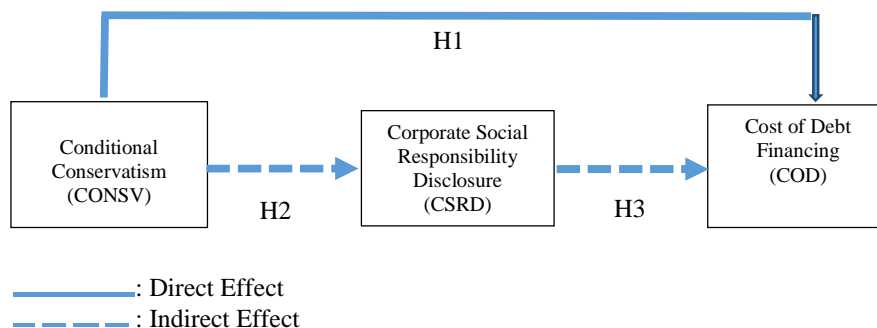 H1
Conditional
Conservatism
(CONSV)
H2
Corporate Social
Responsibility
Disclosure
(CSRD)
H3
Cost of Debt
Financing
(COD)
: Direct Effect
: Indirect Effect